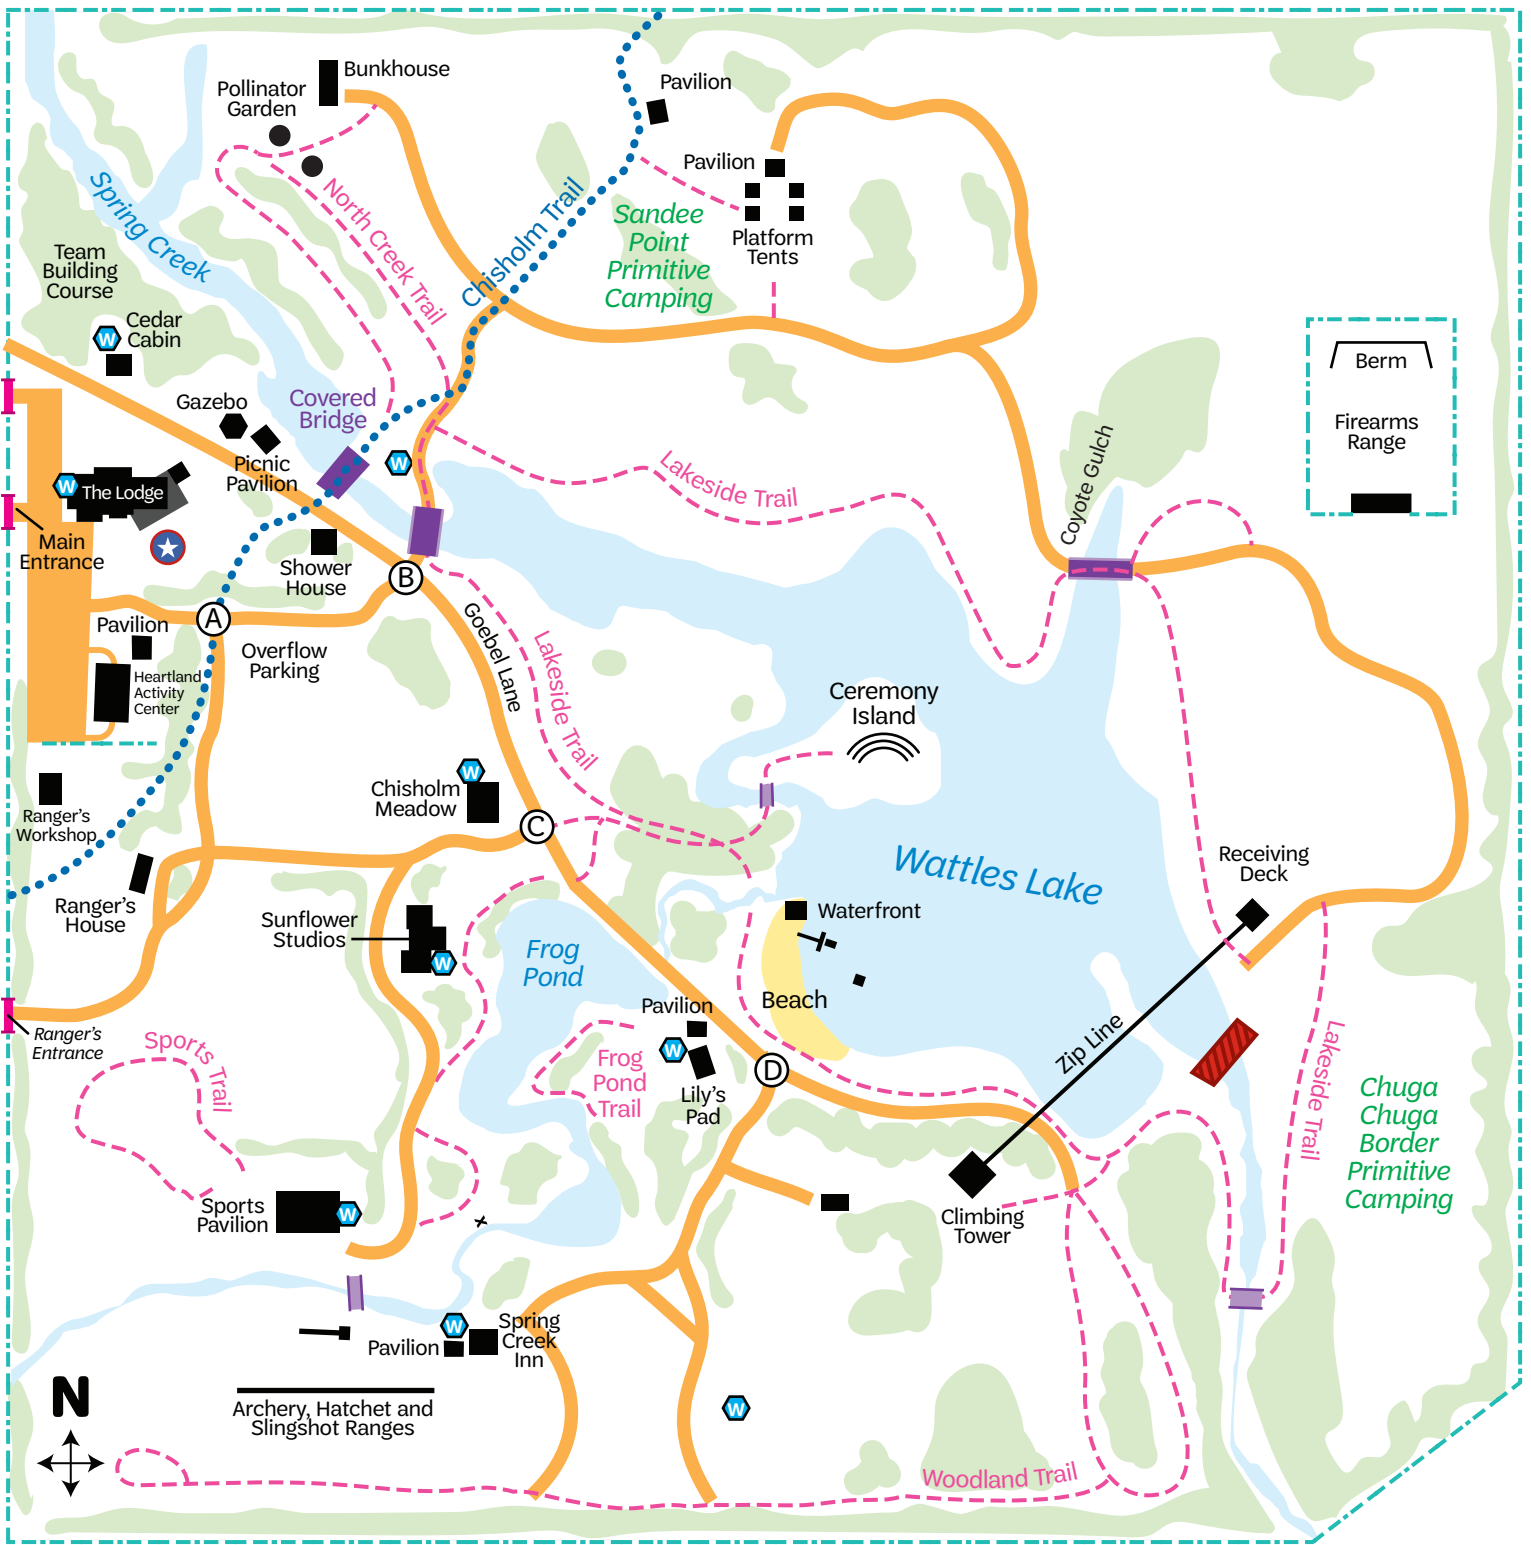 Bunkhouse
Pollinator
Garden
Pavilion
Pavilion
Spring Creek
North Creek Trail
Chisholm Trail
Sandee
Point
Primitive
Camping
Platform
Tents
Team
Building
Course
W
Cedar
Cabin
Berm
Firearms
Range
Gazebo
Covered
Bridge
Picnic
Pavilion
W
W
The Lodge
Lakeside Trail
Coyote Gulch
Main
Entrance
Shower
House
B
A
Goebel Lane
Pavilion
Overflow
Parking
Heartland
Activity
Center
Lakeside Trail
Ceremony
Island
W
Chisholm
Meadow
C
Ranger's
Workshop
Wattles Lake
Receiving
Deck
Ranger's
House
Sunflower
Studios
W
Waterfront
Frog
Pond
Beach
Pavilion
W
Lily's
Pad
D
Ranger's
Entrance
Sports Trail
Frog
Pond
Trail
Zip Line
Lakeside Trail
Chuga
Chuga
Border
Primitive
Camping
Sports
Pavilion
W
Climbing
Tower
W
Pavilion
Spring
Creek
Inn
N
Archery, Hatchet and
Slingshot Ranges
W
Woodland Trail